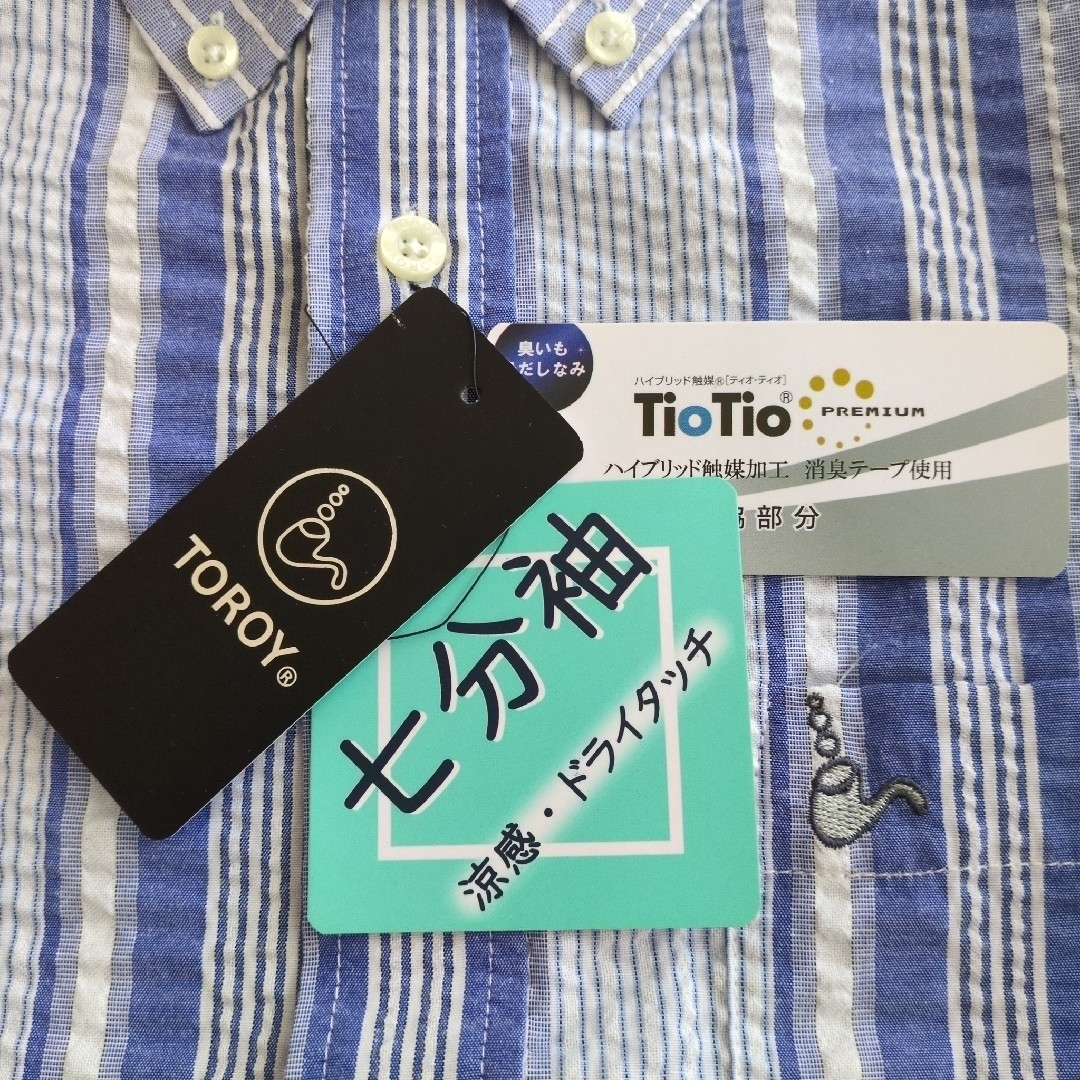 臭いも
だしなみ
ハイブリッド触媒®[ティオ・ティオ]
TioTio® PREMIUM
ハイブリッド触媒加工 消臭テープ使用
部分
TOROY®
七分袖
涼感・ドライタッチ